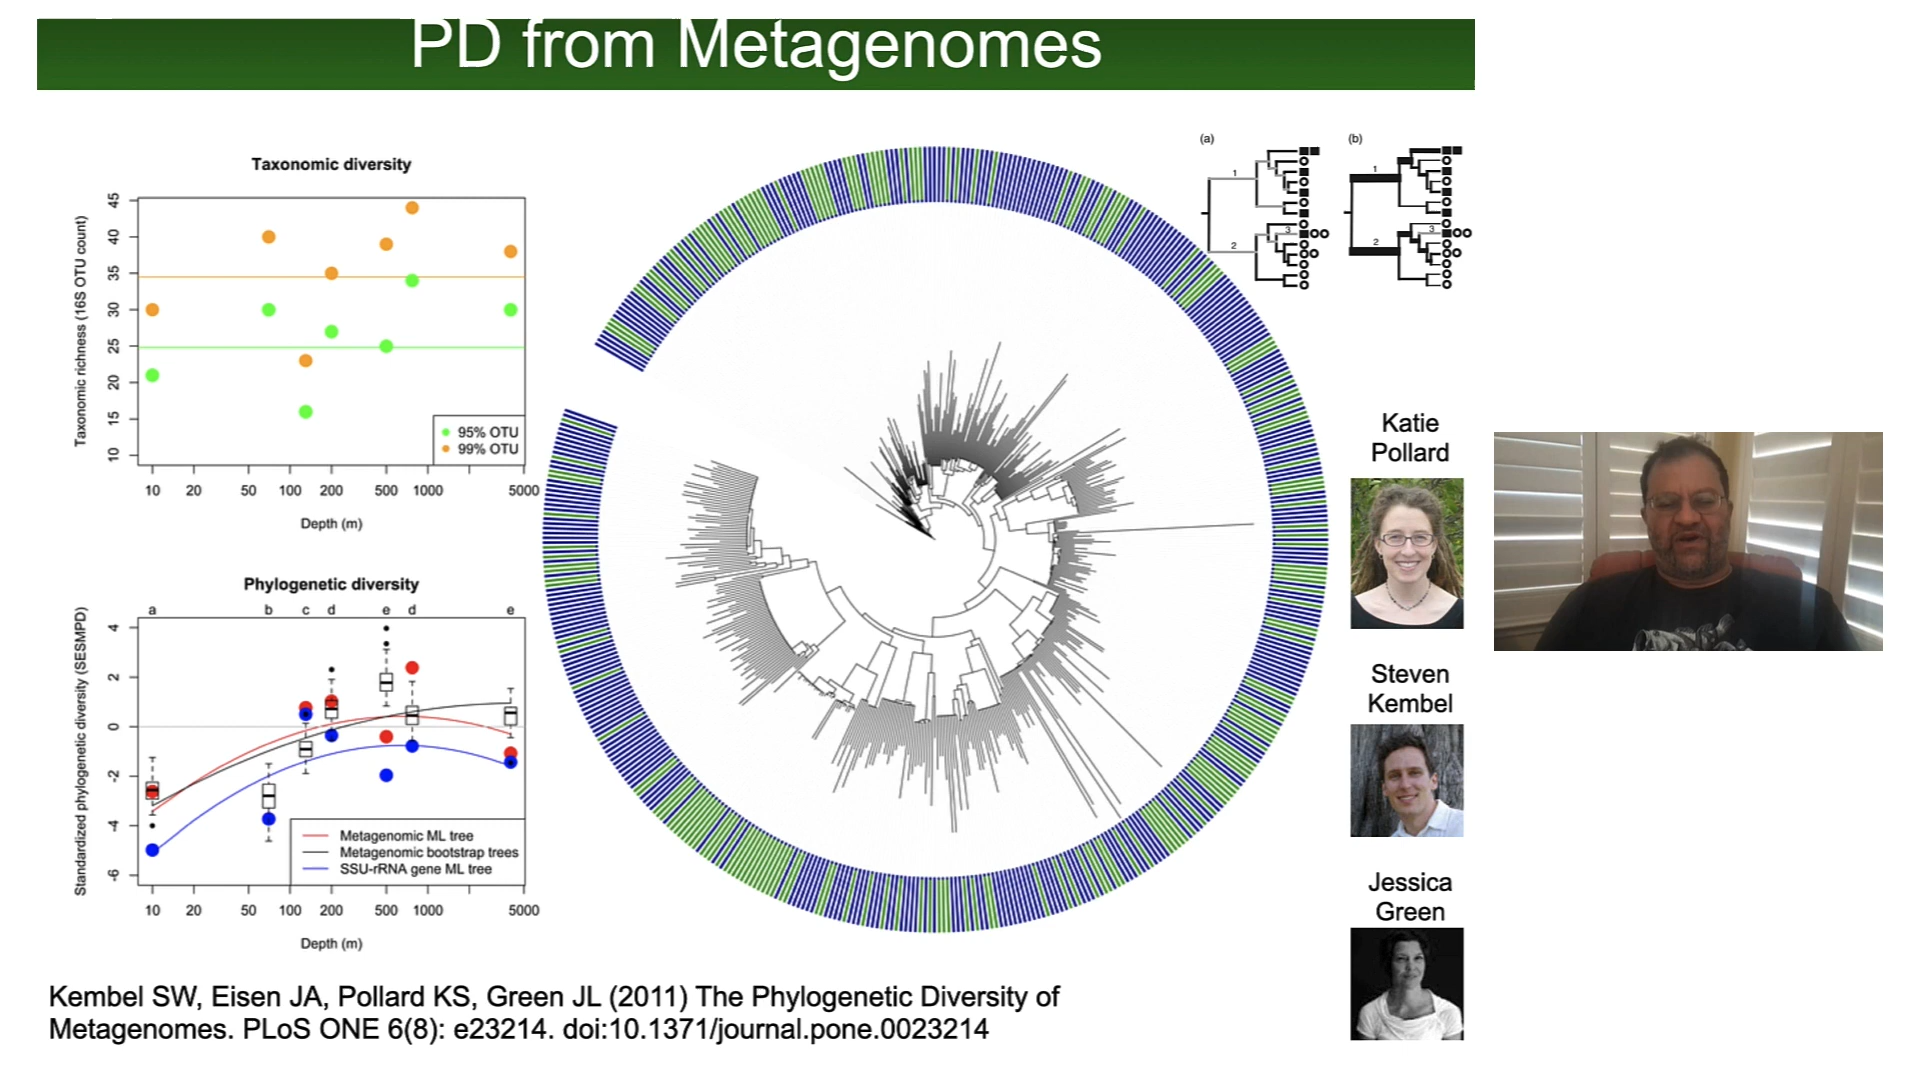 PD from Metagenomes
Taxonomic diversity
Taxonomic richness (16S OTU count)
45
40
35
30
25
20
15
10
95% OTU
99% OTU
10 20 50 100 200 500 1000 5000
Depth (m)
Phylogenetic diversity
a b c d e d e
Standardized phylogenetic diversity (SESMPD)
4
2
0
-2
-4
-6
Metagenomic ML tree
Metagenomic bootstrap trees
SSU-rRNA gene ML tree
10 20 50 100 200 500 1000 5000
Depth (m)
(a)
1
2
3
(b)
1
2
3
Katie
Pollard
Steven
Kembel
Jessica
Green
Kembel SW, Eisen JA, Pollard KS, Green JL (2011) The Phylogenetic Diversity of
Metagenomes. PLoS ONE 6(8): e23214. doi:10.1371/journal.pone.0023214